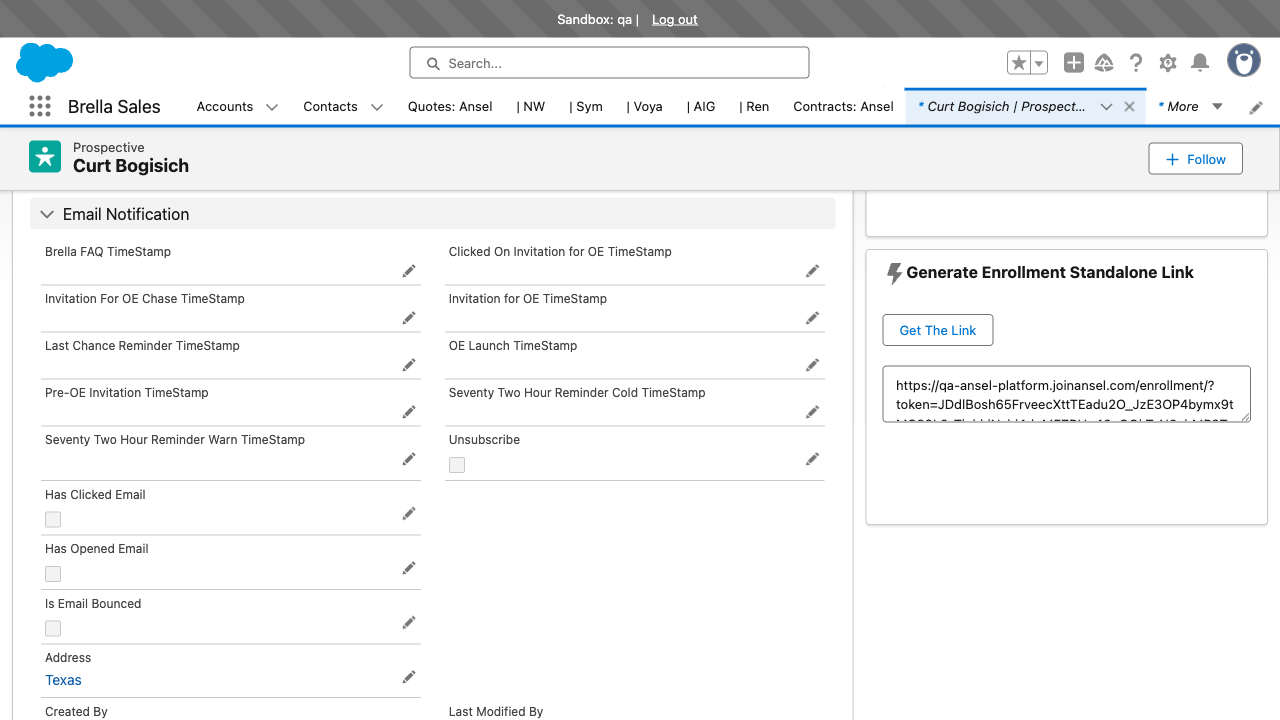 Sandbox: qa | Log out
Search...
Brella Sales
Accounts
Contacts
Quotes: Ansel
| NW
| Sym
| Voya
| AIG
| Ren
Contracts: Ansel
* Curt Bogisich | Prospect...
* More
Prospective
Curt Bogisich
Follow
Email Notification
Brella FAQ TimeStamp
Clicked On Invitation for OE TimeStamp
Invitation For OE Chase TimeStamp
Invitation for OE TimeStamp
Last Chance Reminder TimeStamp
OE Launch TimeStamp
Pre-OE Invitation TimeStamp
Seventy Two Hour Reminder Cold TimeStamp
Seventy Two Hour Reminder Warn TimeStamp
Unsubscribe
Has Clicked Email
Has Opened Email
Is Email Bounced
Address
Texas
Created By
Last Modified By
Generate Enrollment Standalone Link
Get The Link
https://qa-ansel-platform.joinansel.com/enrollment/?
token=JDdlBosh65FrveecXttTEadu2O_JzE3OP4bymx9t